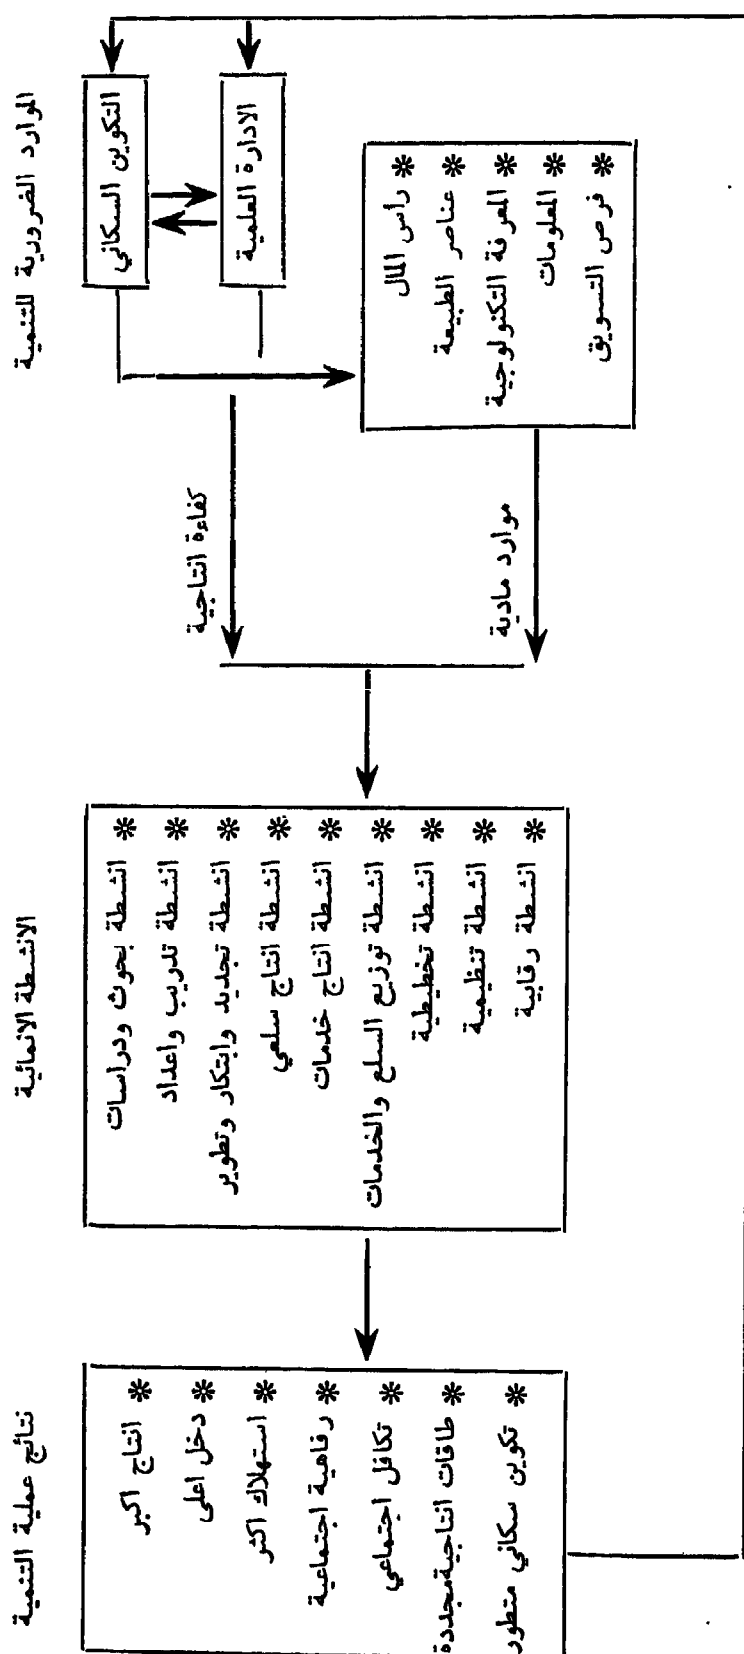 الموارد الضرورية للتنمية
التكوين السكاني
الادارة العلمية
* رأس المال
* عناصر الطبيعة
* المعرفة التكنولوجية
* المعلومات
* فرص التسويق
كفاءة انتاجية
موارد مادية
الانشطة الانمائية
* انشطة بحوث ودراسات
* انشطة تدريب واعداد
* انشطة تجديد وابتكار وتطوير
* انشطة انتاج سلعي
* انشطة انتاج خدمات
* انشطة توزيع السلع والخدمات
* انشطة تخطيطية
* انشطة تنظيمية
* انشطة رقابية
نتائج عملية التنمية
* انتاج اكبر
* دخل اعلى
* استهلاك اكثر
* رفاهية اجتماعية
* تكافل اجتماعي
* طاقات انتاجية مجددة
* تكوين سكاني متطور